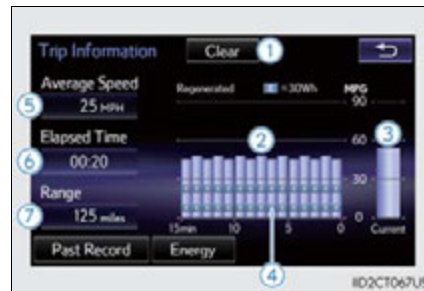 Trip Information
Clear
1
Average Speed
Regenerated
=30Wh
MPG
90
5
25 MPH
Elapsed Time
2
60
3
6
00:20
Range
30
7
125 miles
0
15min
10
5
0
Current
Past Record
Energy
4
IID2CT067US